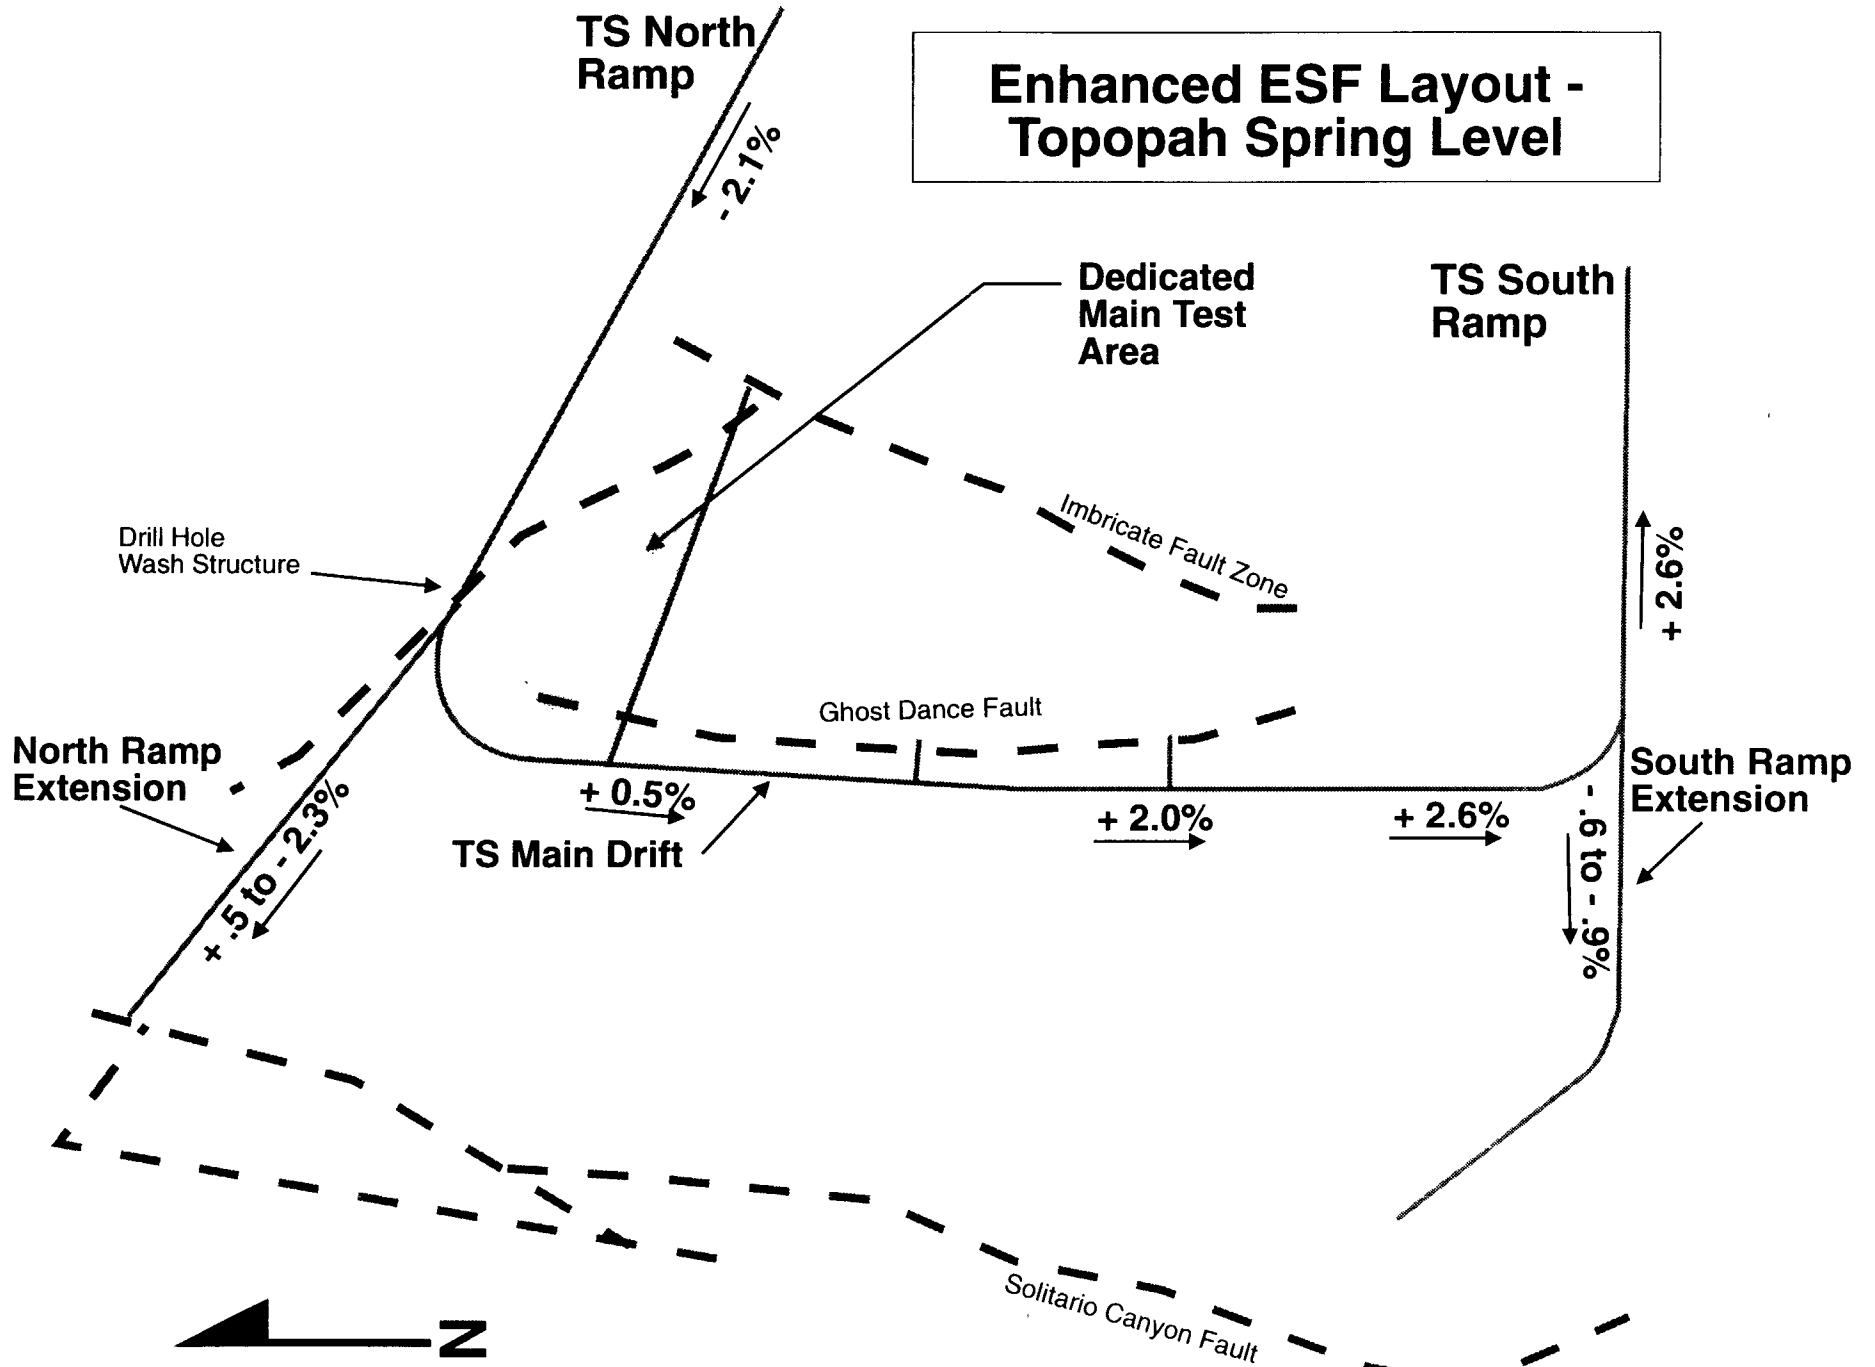 TS North
Ramp
Enhanced ESF Layout -
Topopah Spring Level
- 2.1%
Dedicated
Main Test
Area
TS South
Ramp
Imbricate Fault Zone
Drill Hole
Wash Structure
+ 2.6%
Ghost Dance Fault
North Ramp
Extension
South Ramp
Extension
+ 0.5%
+ 2.0%
+ 2.6%
TS Main Drift
+ .5 to - 2.3%
- .6 to - .9%
Solitario Canyon Fault
N